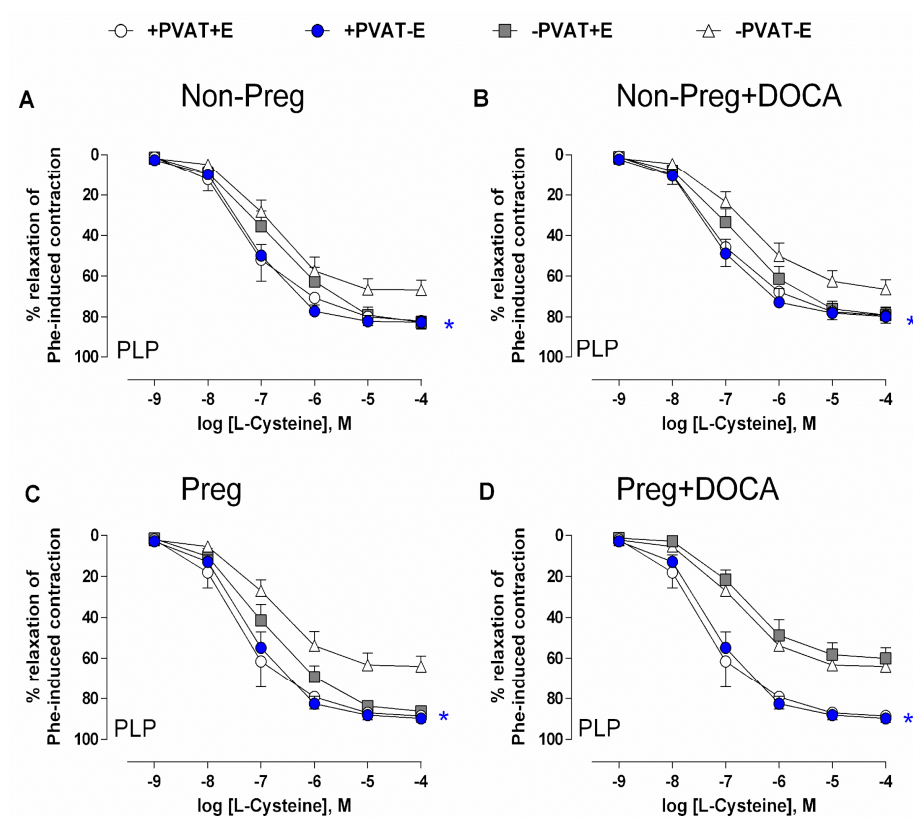 +PVAT+E +PVAT-E -PVAT+E -PVAT-E
A Non-Preg
0
20
40
60
80
100
% relaxation of
Phe-induced contraction
PLP
*
-9 -8 -7 -6 -5 -4
log [L-Cysteine], M
B Non-Preg+DOCA
0
20
40
60
80
100
% relaxation of
Phe-induced contraction
PLP
*
-9 -8 -7 -6 -5 -4
log [L-Cysteine], M
C Preg
0
20
40
60
80
100
% relaxation of
Phe-induced contraction
PLP
*
-9 -8 -7 -6 -5 -4
log [L-Cysteine], M
D Preg+DOCA
0
20
40
60
80
100
% relaxation of
Phe-induced contraction
PLP
*
-9 -8 -7 -6 -5 -4
log [L-Cysteine], M